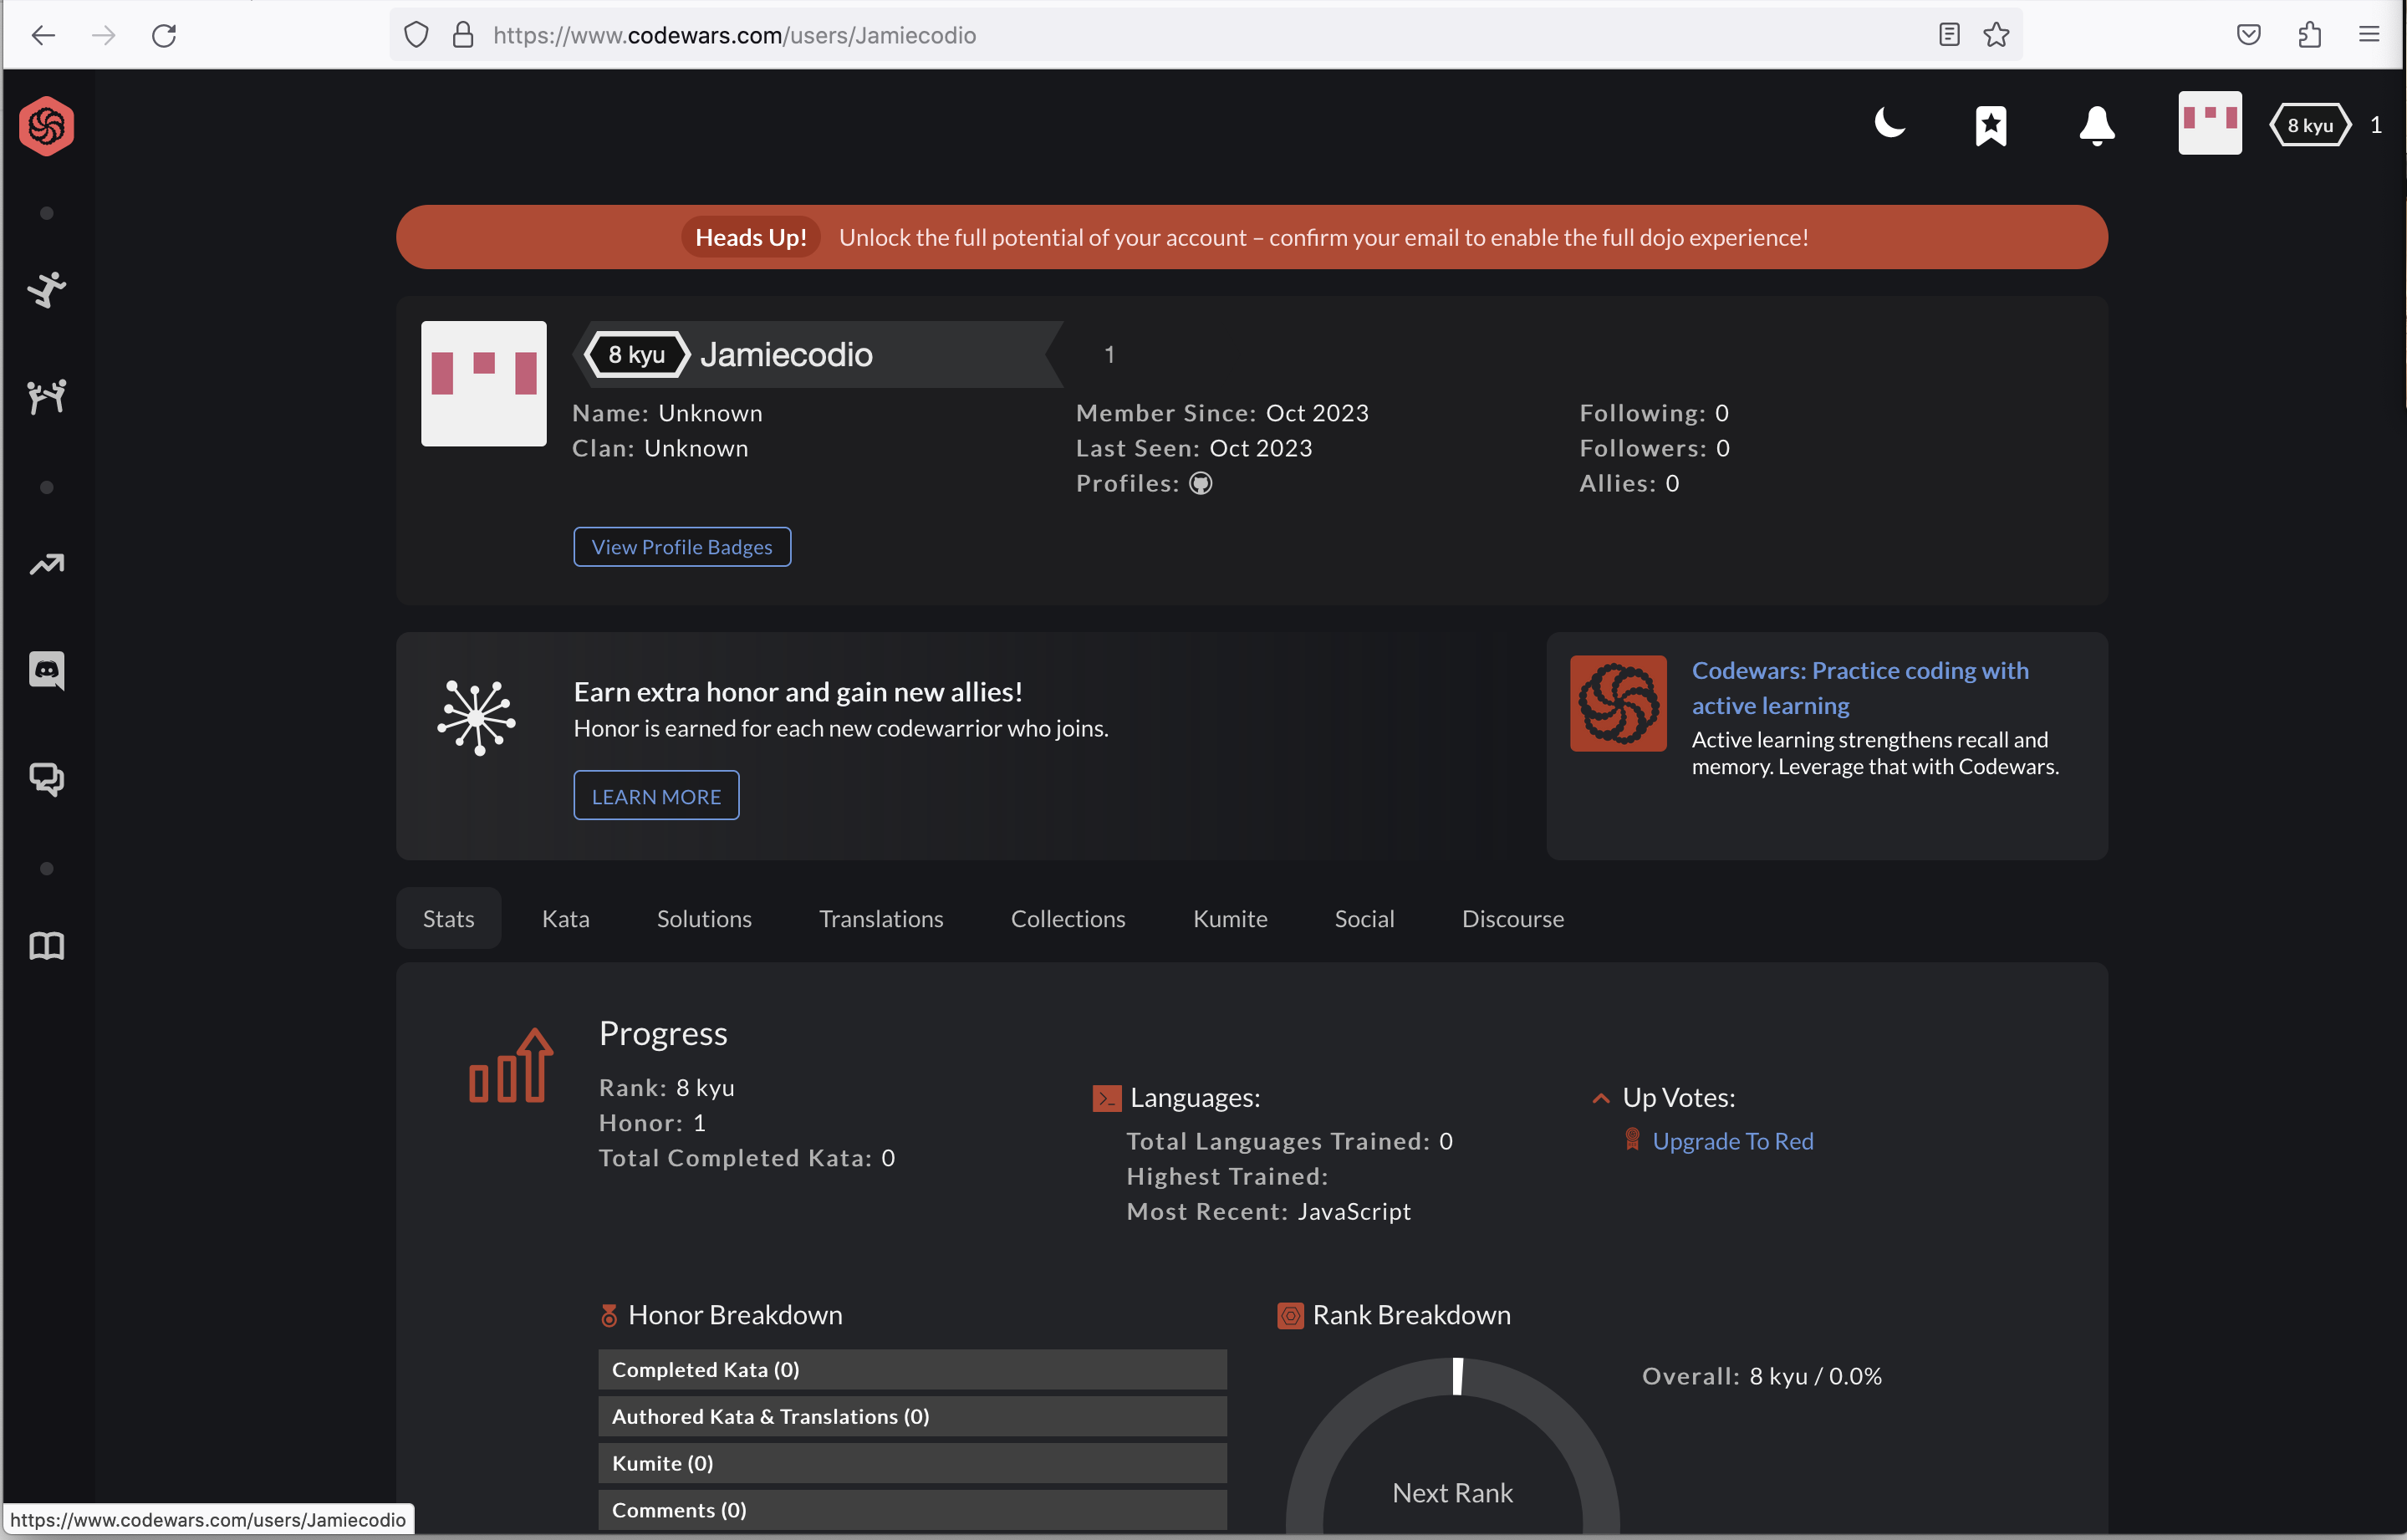 https://www.codewars.com/users/Jamiecodio
8 kyu 1
Heads Up! Unlock the full potential of your account – confirm your email to enable the full dojo experience!
8 kyu Jamiecodio 1
Name: Unknown
Clan: Unknown
Member Since: Oct 2023
Last Seen: Oct 2023
Profiles:
Following: 0
Followers: 0
Allies: 0
View Profile Badges
Earn extra honor and gain new allies!
Honor is earned for each new codewarrior who joins.
LEARN MORE
Codewars: Practice coding with
active learning
Active learning strengthens recall and
memory. Leverage that with Codewars.
Stats Kata Solutions Translations Collections Kumite Social Discourse
Progress
Rank: 8 kyu
Honor: 1
Total Completed Kata: 0
Languages:
Total Languages Trained: 0
Highest Trained:
Most Recent: JavaScript
Up Votes:
Upgrade To Red
Honor Breakdown
Completed Kata (0)
Authored Kata & Translations (0)
Kumite (0)
Comments (0)
Rank Breakdown
Next Rank
Overall: 8 kyu / 0.0%
https://www.codewars.com/users/Jamiecodio